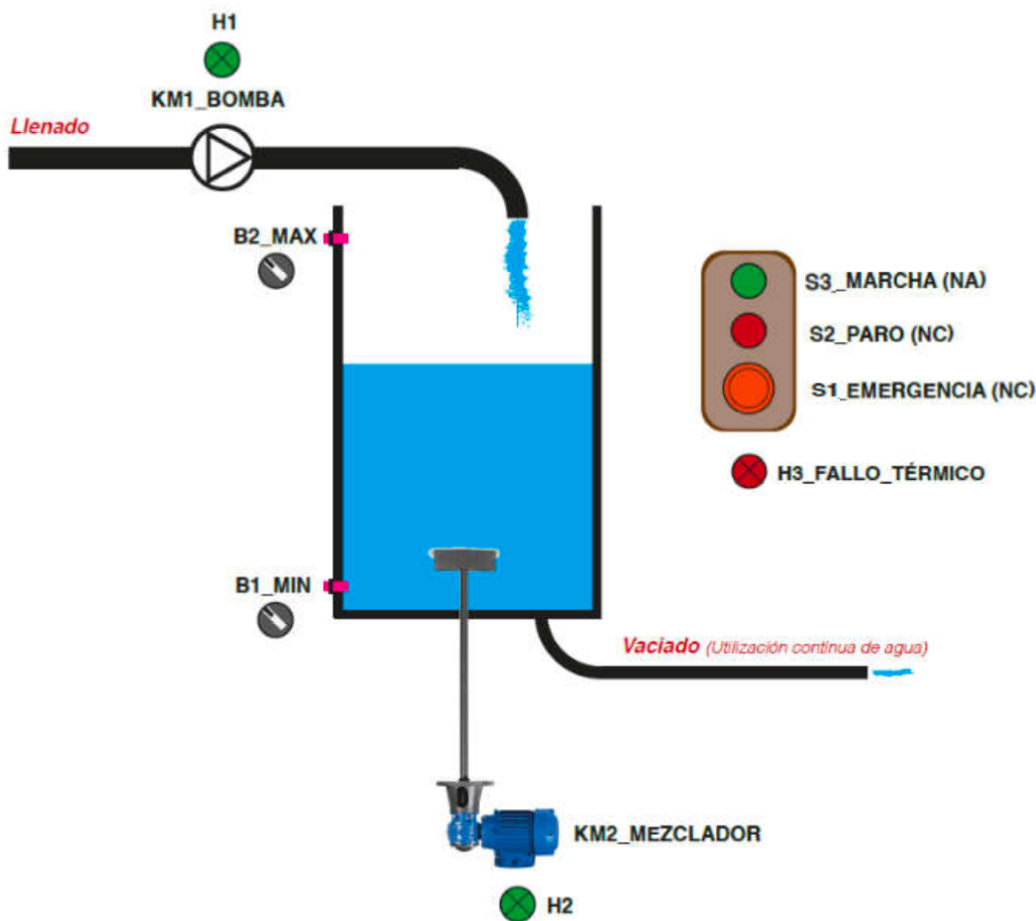 H1
KM1_BOMBA
Llenado
B2_MAX
S3_MARCHA (NA)
S2_PARO (NC)
S1_EMERGENCIA (NC)
H3_FALLO_TÉRMICO
B1_MIN
Vaciado (Utilización continua de agua)
KM2_MEZCLADOR
H2